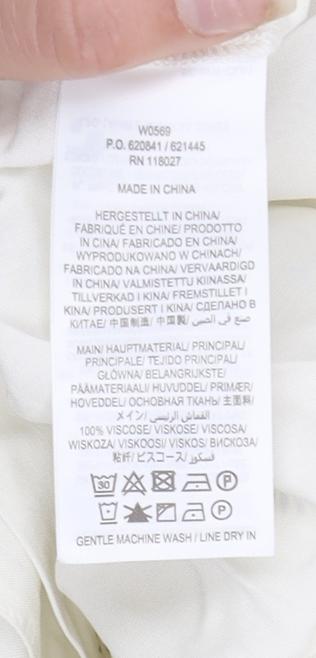 W0569
P.O. 620841 / 621445
RN 118027
MADE IN CHINA
HERGESTELLT IN CHINA/
FABRIQUÉ EN CHINE/ PRODOTTO
IN CINA/ FABRICADO EN CHINA/
WYPRODUKOWANO W CHINACH/
FABRICADO NA CHINA/ VERVAARDIGD
IN CHINA/ VALMISTETTU KIINASSA/
TILLVERKAD I KINA/ FREMSTILLET I
KINA/ PRODUSERT I KINA/ СДЕЛАНО В
КИТАЕ/ 中国制造/ 中国製/ صنع في الصين/
MAIN/ HAUPTMATERIAL/ PRINCIPAL/
PRINCIPALE/ TEJIDO PRINCIPAL/
GŁÓWNA/ BELANGRIJKSTE/
PÄÄMATERIAALI/ HUVUDDEL/ PRIMÆR/
HOVEDDEL/ ОСНОВНАЯ ТКАНЬ/ 主面料/
メイン/ القماش الرئيسي/
100% VISCOSE/ VISKOSE/ VISCOSA/
WISKOZA/ VISKOOSI/ VISKOS/ ВИСКОЗА/
粘纤/ ビスコース/ فسكوز/
30 P
P
GENTLE MACHINE WASH / LINE DRY IN